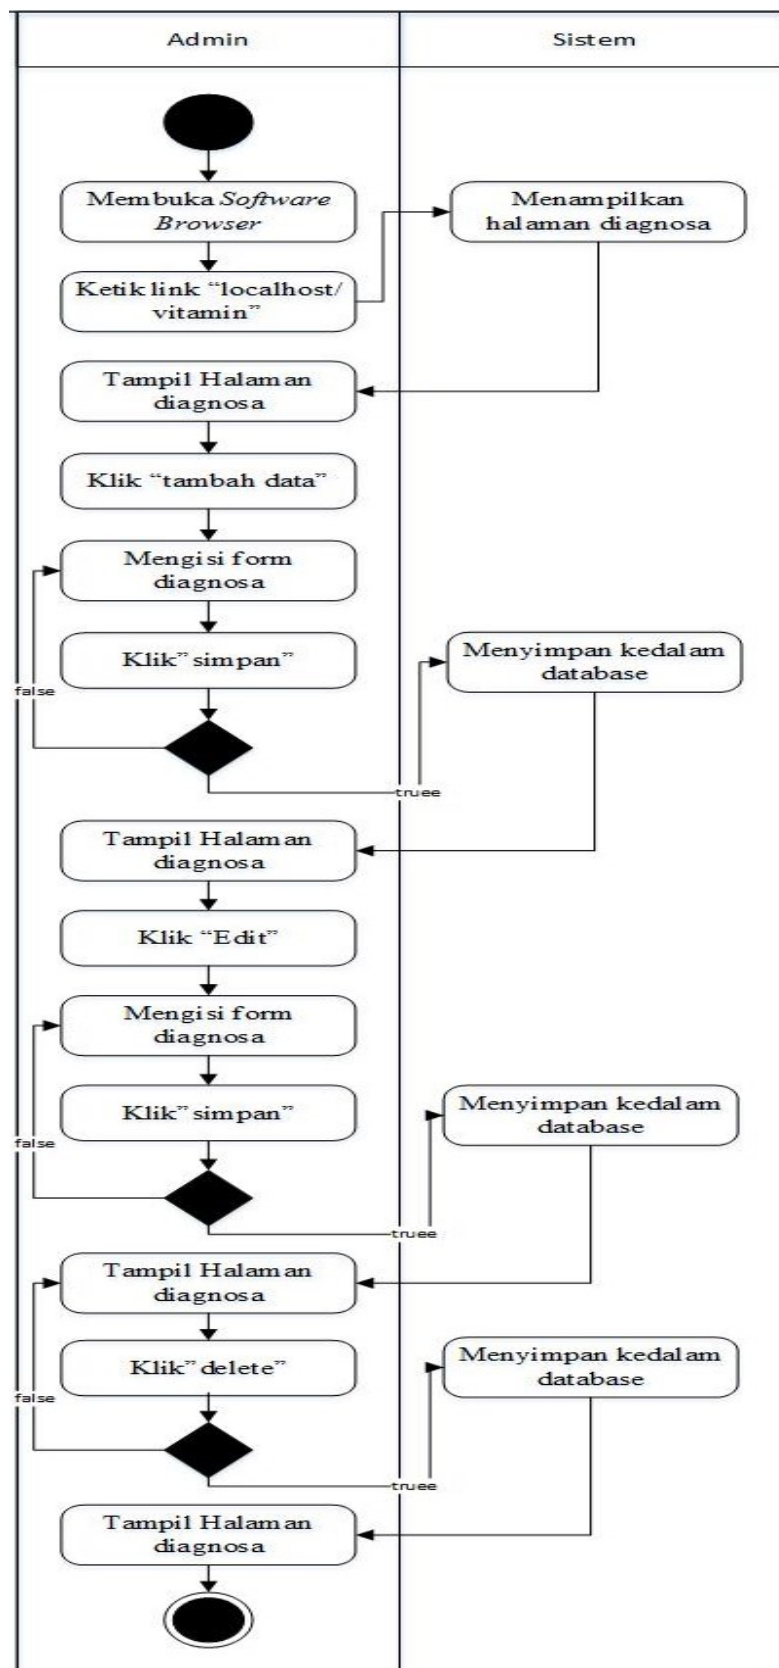 Admin
Sistem
Membuka Software
Browser
Menampilkan
halaman diagnosa
Ketik link “localhost/
vitamin”
Tampil Halaman
diagnosa
Klik “tambah data”
Mengisi form
diagnosa
Klik”simpan”
Menyimpan kedalam
database
false
truee
Tampil Halaman
diagnosa
Klik “Edit”
Mengisi form
diagnosa
Klik”simpan”
Menyimpan kedalam
database
false
truee
Tampil Halaman
diagnosa
Klik”delete”
Menyimpan kedalam
database
false
truee
Tampil Halaman
diagnosa